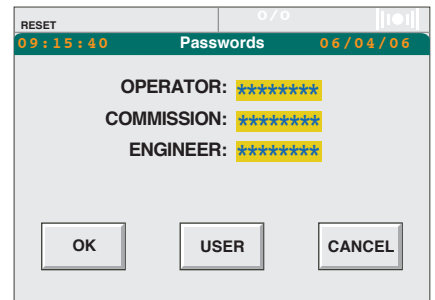 RESET 0/0
09:15:40 Passwords 06/04/06
OPERATOR: ********
COMMISSION: ********
ENGINEER: ********
OK USER CANCEL